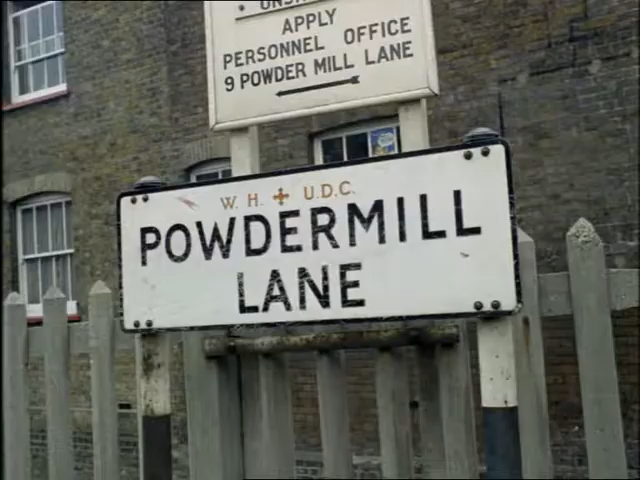 APPLY
PERSONNEL OFFICE
9 POWDER MILL LANE
W.H. U.D.C.
POWDERMILL
LANE